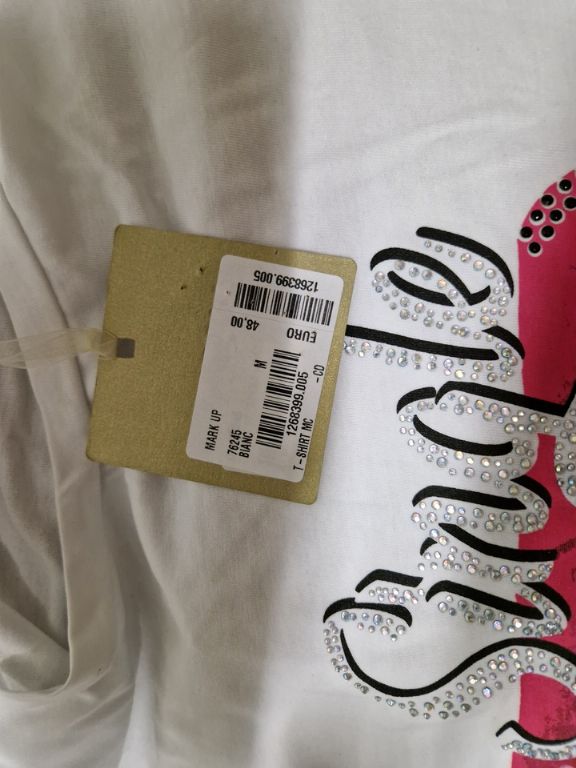 MARK UP
76245
BIANC M
1268399.005
T-SHIRT MC -CO
EURO 48,00
1268399.005